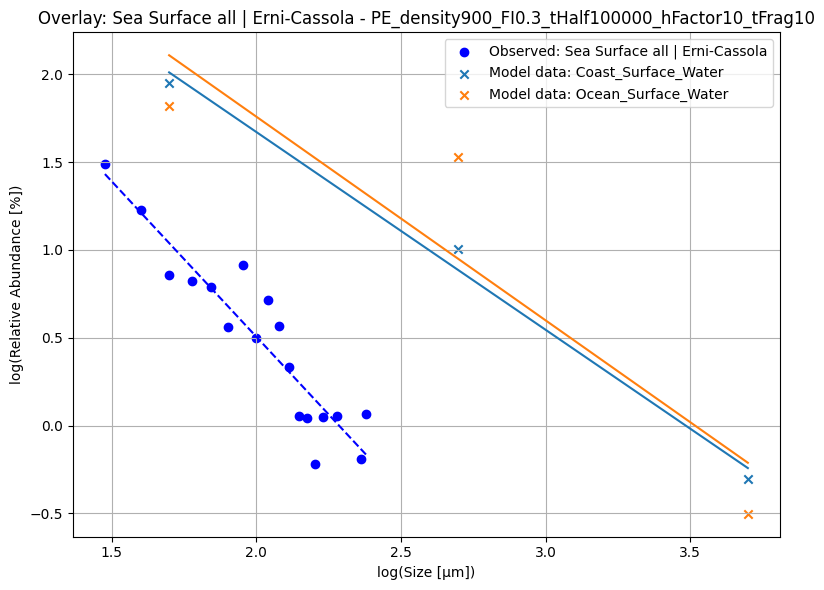 Overlay: Sea Surface all | Erni-Cassola - PE_density900_FI0.3_tHalf100000_hFactor10_tFrag10
Observed: Sea Surface all | Erni-Cassola
Model data: Coast_Surface_Water
Model data: Ocean_Surface_Water
log(Relative Abundance [%])
2.0
1.5
1.0
0.5
0.0
−0.5
1.5
2.0
2.5
3.0
3.5
log(Size [µm])